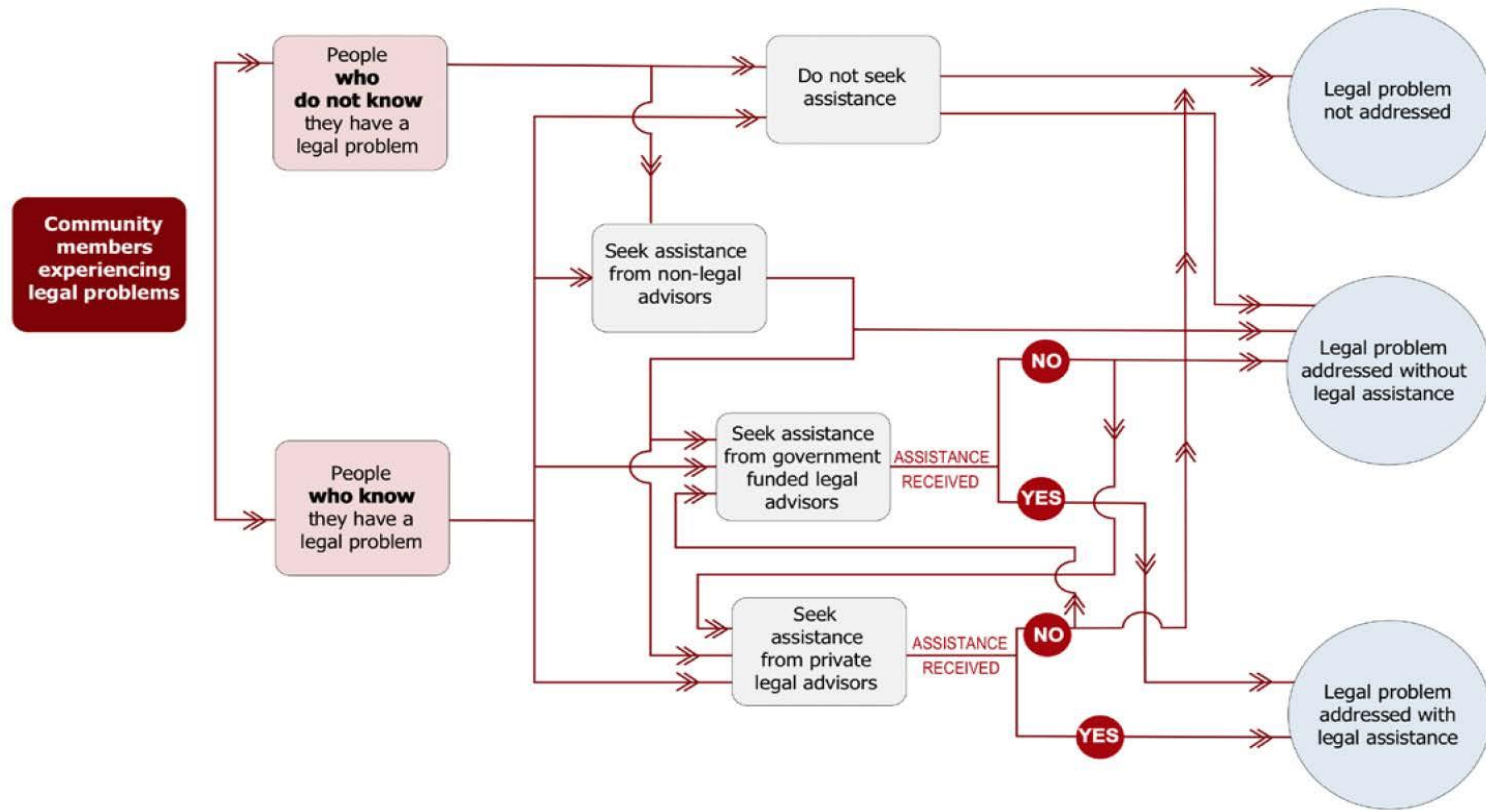 People
who
do not know
they have a
legal problem
Do not seek
assistance
Legal problem
not addressed
Community
members
experiencing
legal problems
Seek assistance
from non-legal
advisors
Legal problem
addressed without
legal assistance
NO
People
who know
they have a
legal problem
Seek assistance
from government
funded legal
advisors
ASSISTANCE
RECEIVED
YES
Seek
assistance
from private
legal advisors
ASSISTANCE
RECEIVED
NO
YES
Legal problem
addressed with
legal assistance